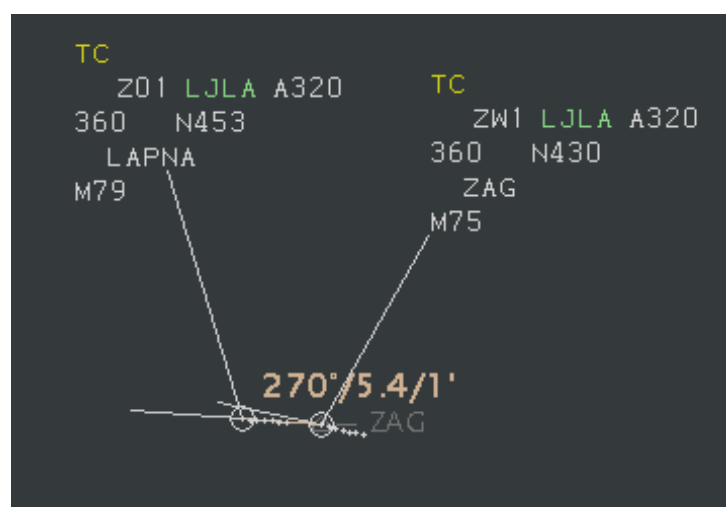 TC
Z01 LJLA A320
360 N453
LAPNA
M79
TC
ZW1 LJLA A320
360 N430
ZAG
M75
270°/5.4/1'
ZAG